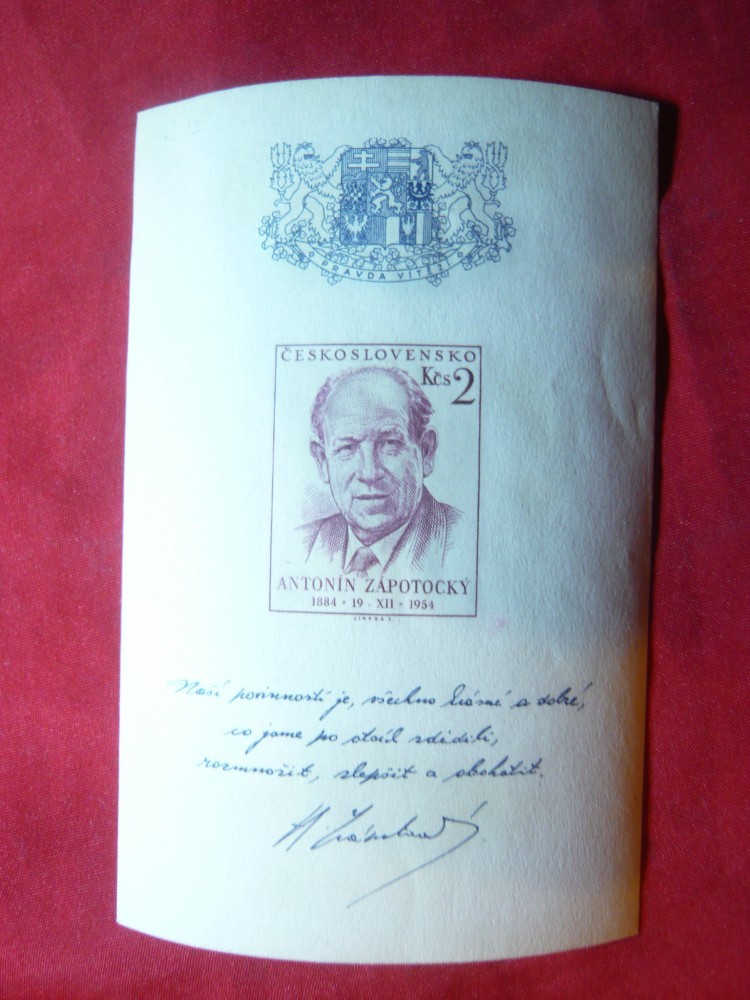 PRAVDA VÍTĚZÍ
ČESKOSLOVENSKO
Kčs 2
ANTONÍN ZÁPOTOCKÝ
1884 • 19 • XII • 1954
Naší povinností je, všechno krásné a dobré,
co jsme po otcích zdědili,
rozmnožit, zlepšit a obohatit.
A. Zápotocký